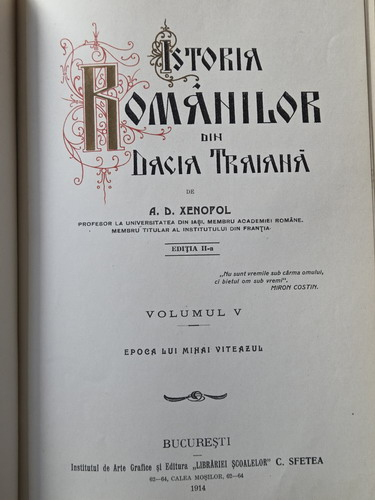 ISTORIA
ROMÂNILOR
DIN
DACIA TRAIANĂ
DE
A. D. XENOPOL
PROFESOR LA UNIVERSITATEA DIN IAŞI, MEMBRU ACADEMIEI ROMÂNE,
MEMBRU TITULAR AL INSTITUTULUI DIN FRANŢIA.
EDIŢIA II-a
„Nu sunt vremile sub cârma omului,
ci bietul om sub vremi".
MIRON COSTIN.
VOLUMUL V
EPOCA LUI MIHAI VITEAZUL
BUCUREŞTI
Institutul de Arte Grafice şi Editura „LIBRĂRIEI ŞCOALELOR" C. SFETEA
62—64, CALEA MOŞILOR, 62—64
1914